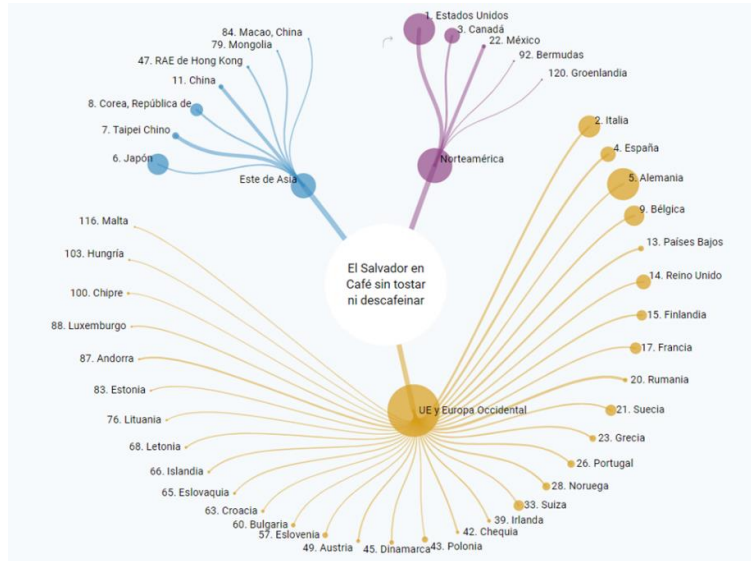 84. Macao, China
79. Mongolia
47. RAE de Hong Kong
11. China
8. Corea, República de
7. Taipei Chino
6. Japón
Este de Asia
1. Estados Unidos
3. Canadá
22. México
92. Bermudas
120. Groenlandia
Norteamérica
El Salvador en
Café sin tostar
ni descafeinar
2. Italia
4. España
5. Alemania
9. Bélgica
13. Países Bajos
14. Reino Unido
15. Finlandia
17. Francia
20. Rumania
21. Suecia
23. Grecia
26. Portugal
28. Noruega
33. Suiza
39. Irlanda
42. Chequia
43. Polonia
45. Dinamarca
49. Austria
57. Eslovenia
60. Bulgaria
63. Croacia
65. Eslovaquia
66. Islandia
68. Letonia
76. Lituania
83. Estonia
87. Andorra
88. Luxemburgo
100. Chipre
103. Hungría
116. Malta
UE y Europa Occidental